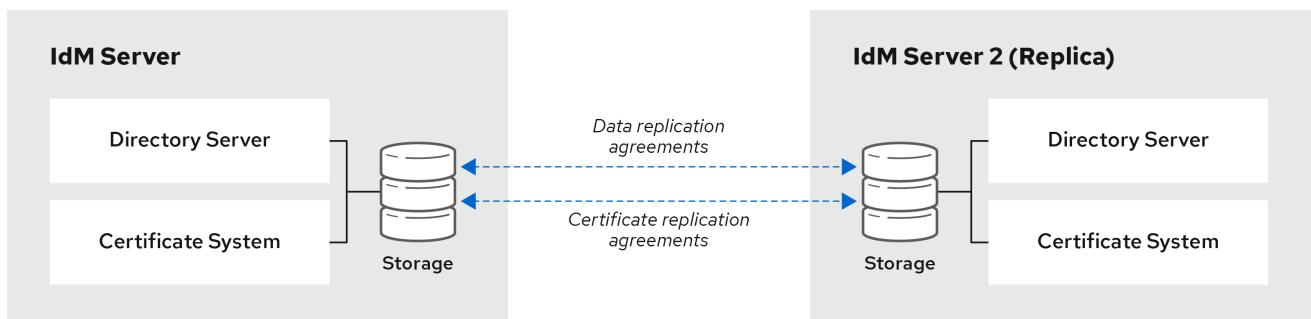 IdM Server
Directory Server
Certificate System
Storage
Data replication
agreements
Certificate replication
agreements
IdM Server 2 (Replica)
Storage
Directory Server
Certificate System